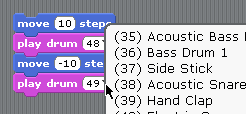 move 10 steps
play drum 48
move -10 ste
play drum 49
(35) Acoustic Bass
(36) Bass Drum 1
(37) Side Stick
(38) Acoustic Snare
(39) Hand Clap